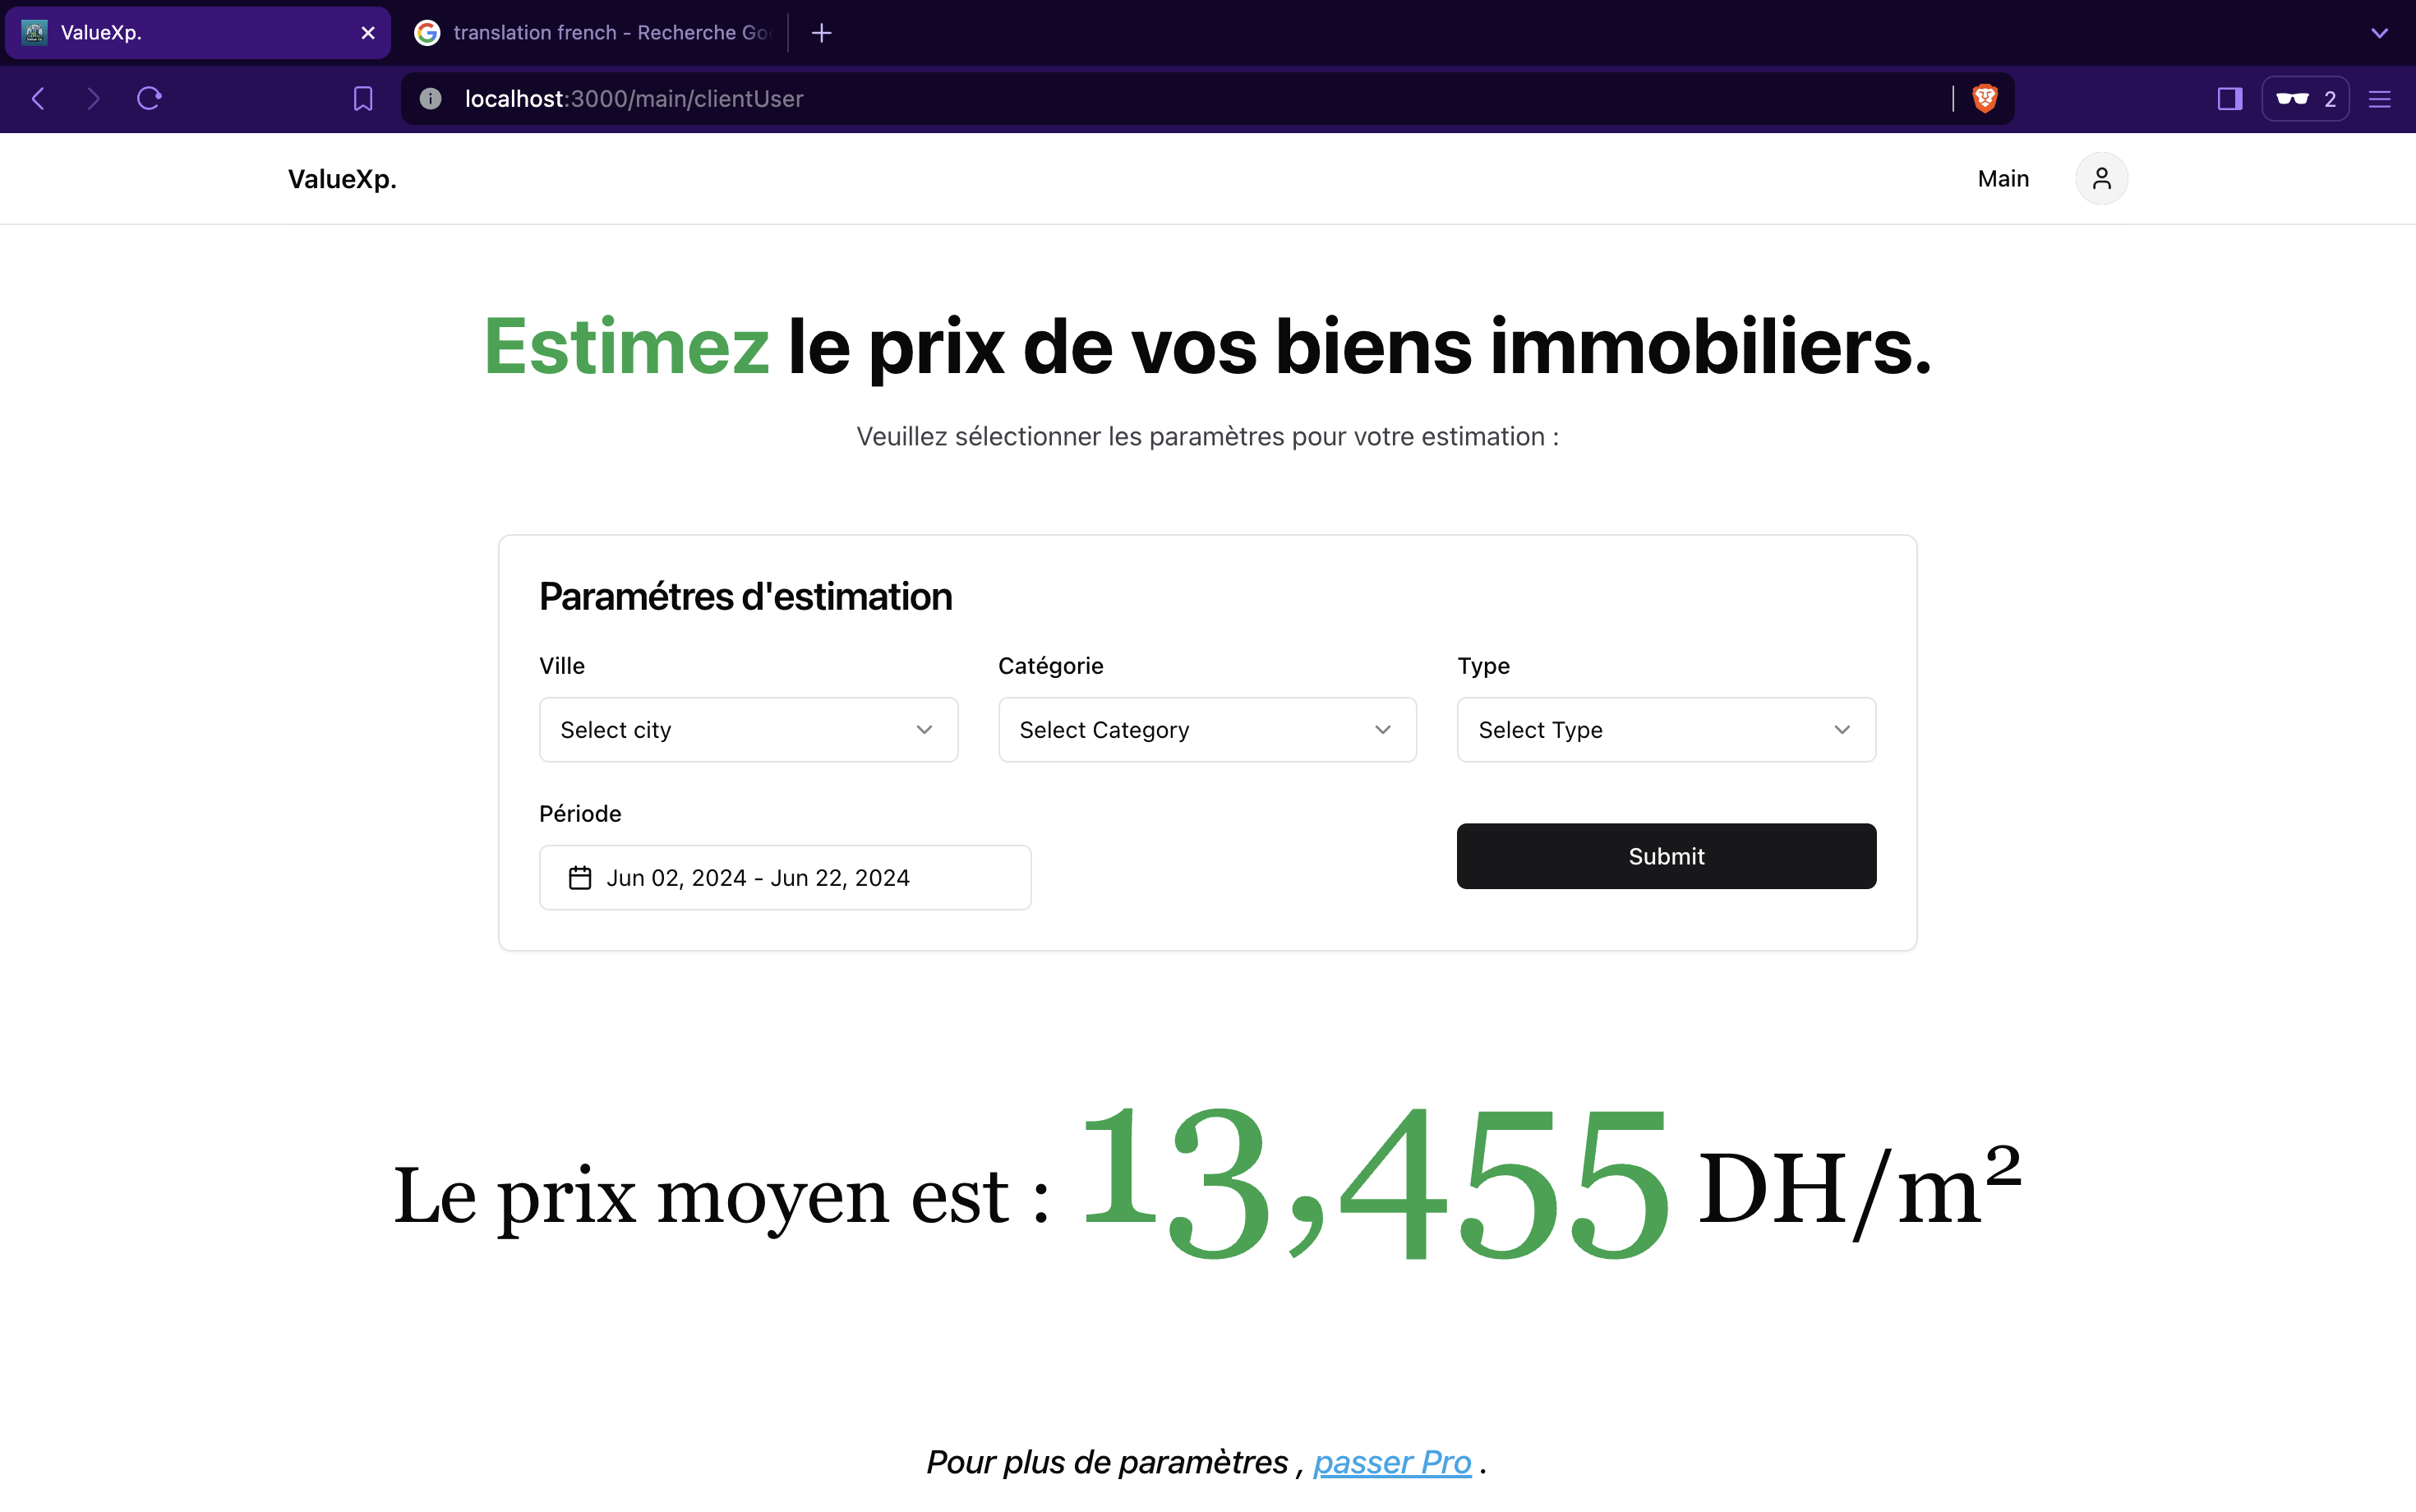 ValueXp.
translation french - Recherche Go
localhost:3000/main/clientUser
2
ValueXp.
Main
Estimez le prix de vos biens immobiliers.
Veuillez sélectionner les paramètres pour votre estimation :
Paramétres d'estimation
Ville
Catégorie
Type
Select city
Select Category
Select Type
Période
Jun 02, 2024 - Jun 22, 2024
Submit
Le prix moyen est : 13,455 DH/m²
Pour plus de paramètres , passer Pro .